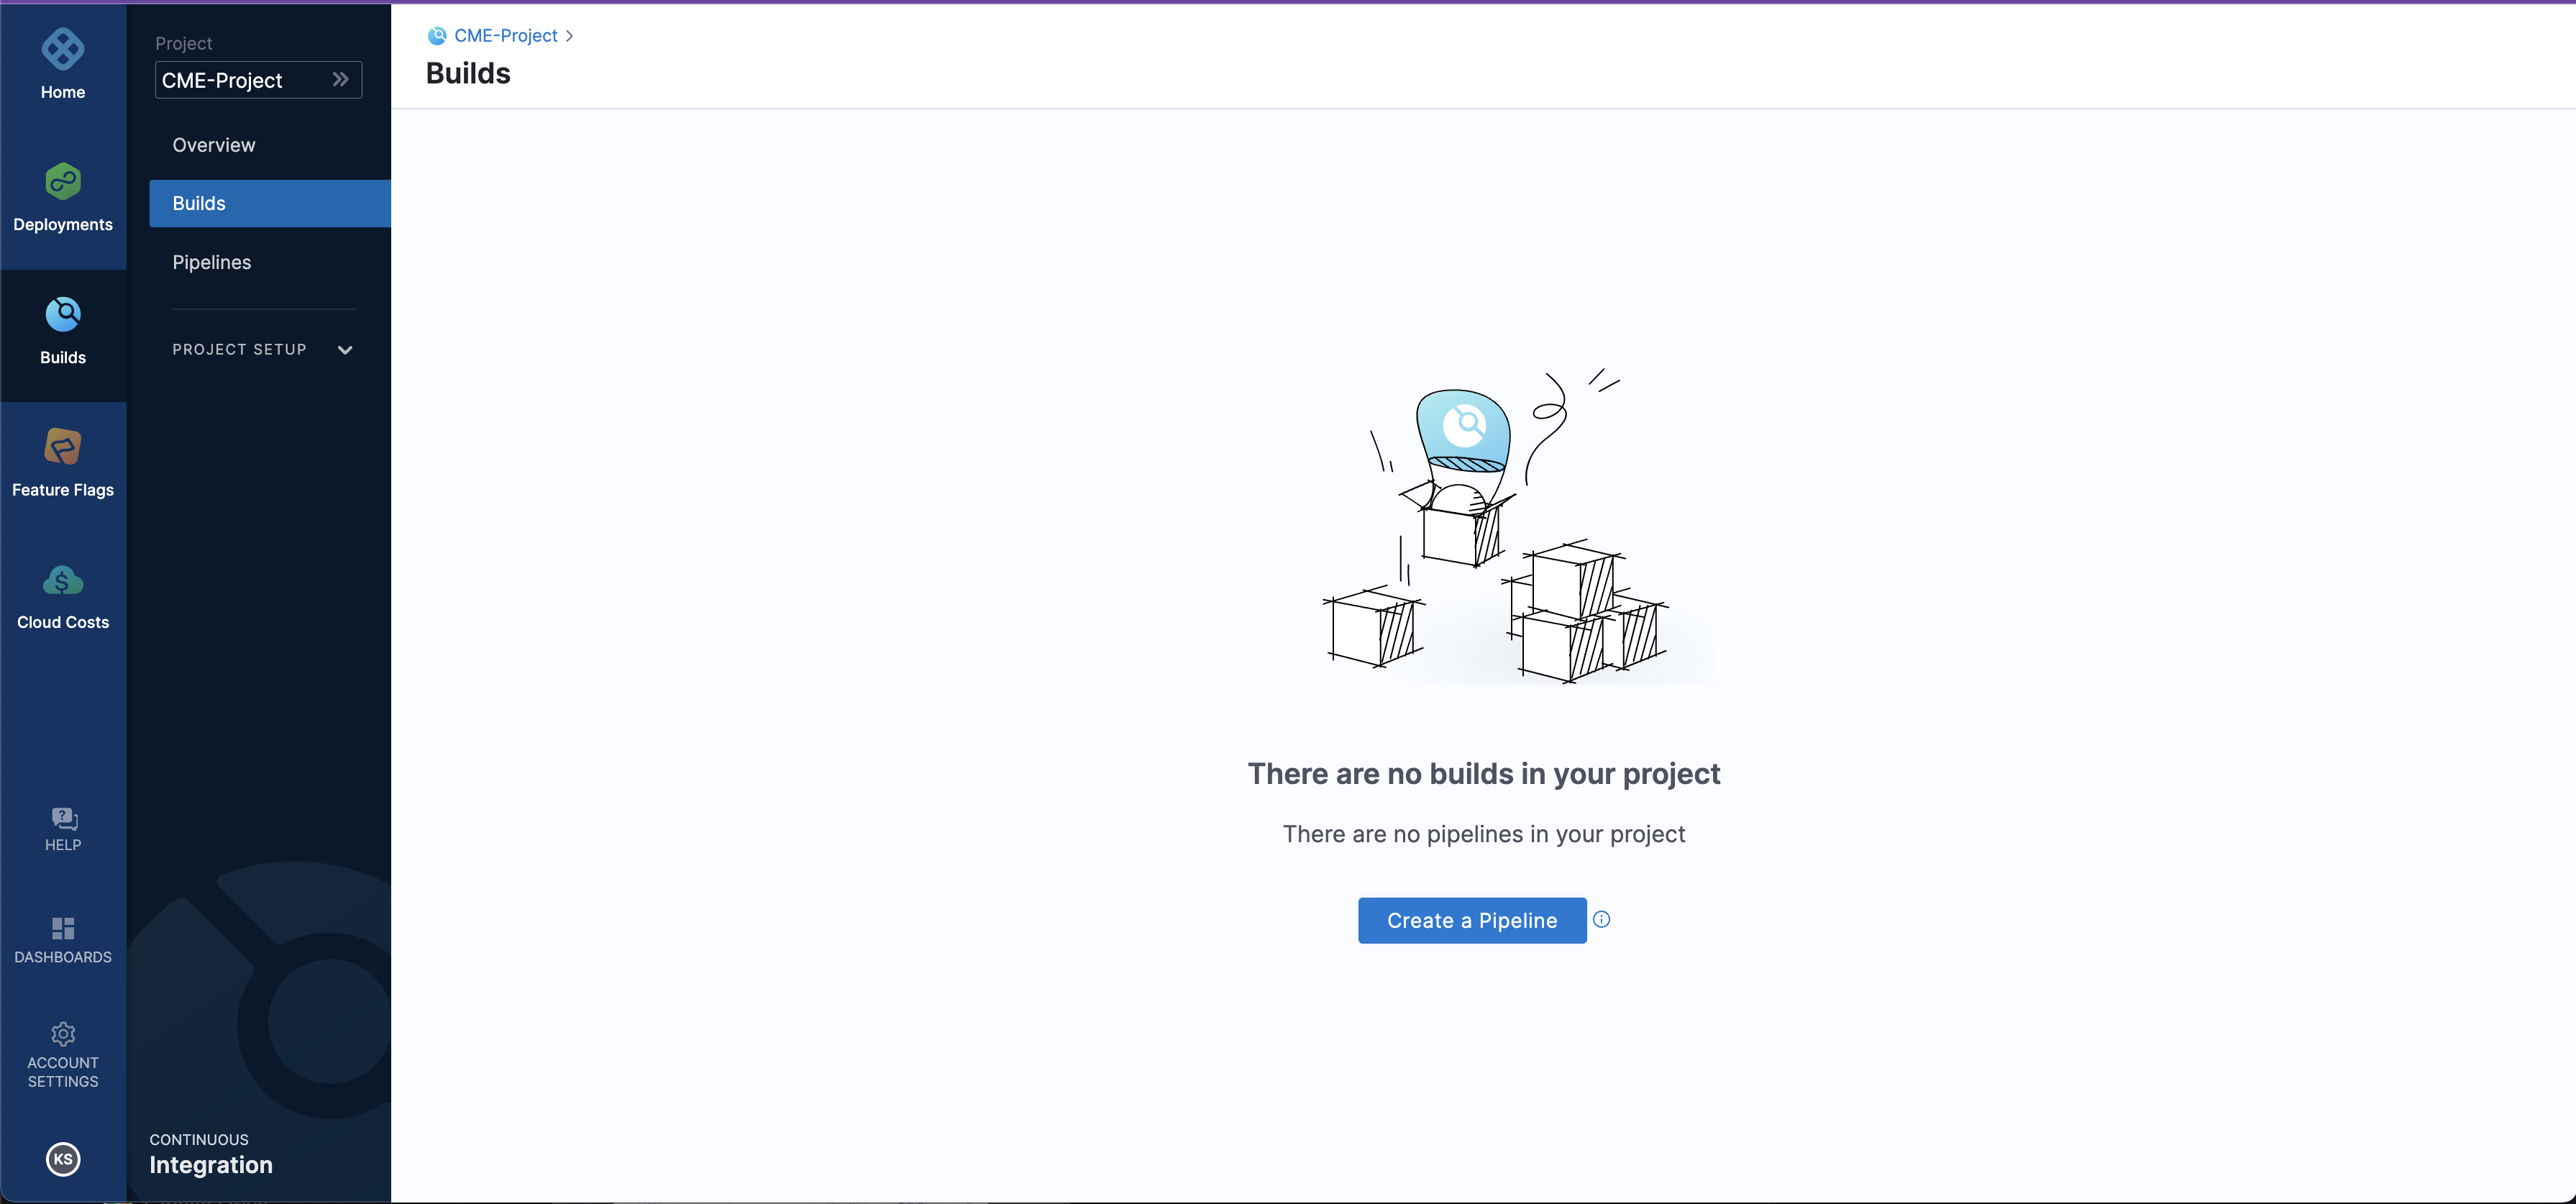 Home
Deployments
Builds
Feature Flags
Cloud Costs
HELP
DASHBOARDS
ACCOUNT
SETTINGS
KS
Project
CME-Project
Overview
Builds
Pipelines
PROJECT SETUP
CONTINUOUS
Integration
CME-Project
Builds
There are no builds in your project
There are no pipelines in your project
Create a Pipeline